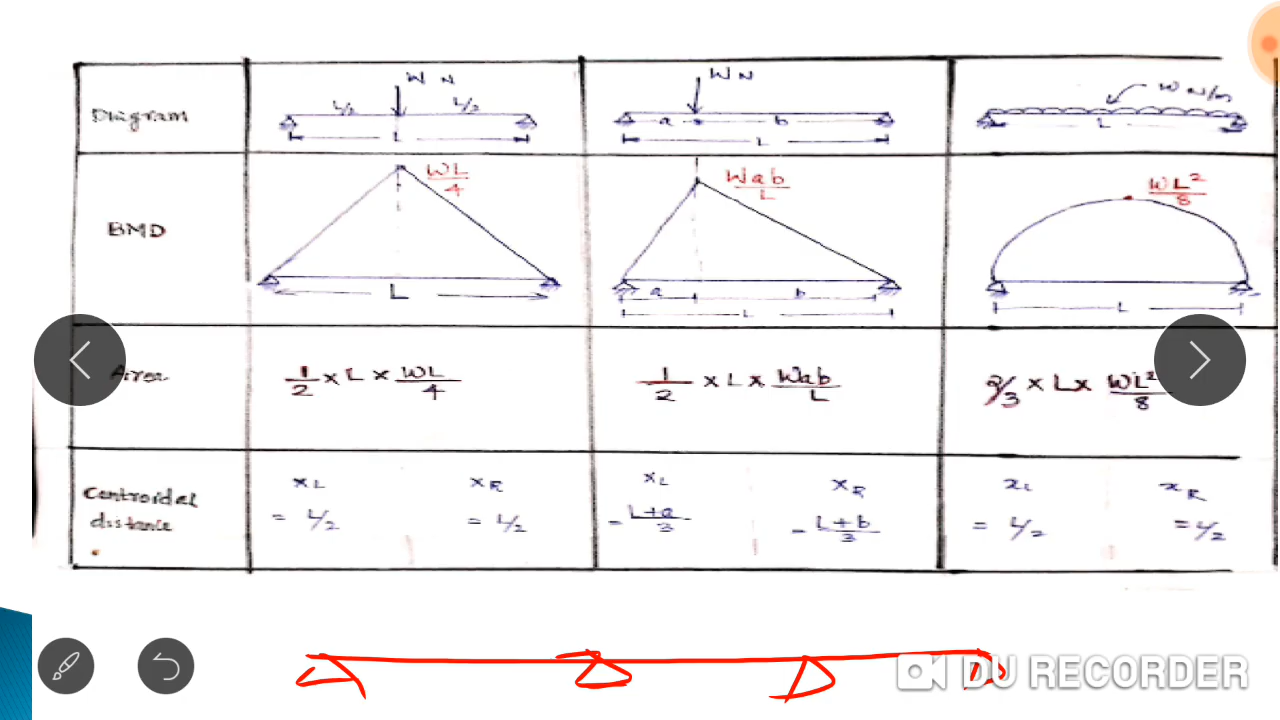 Diagram
W N
L/2 L/2
L
W N
a b
L
W N/m
L
BMD
WL/4
L
Wab/L
a b
L
WL²/8
L
Area
1/2 × L × WL/4
1/2 × L × Wab/L
2/3 × L × WL²/8
Centroidal distance
xL = L/2
xR = L/2
xL = L+a/3
xR = L+b/3
xL = L/2
xR = L/2
DU RECORDER